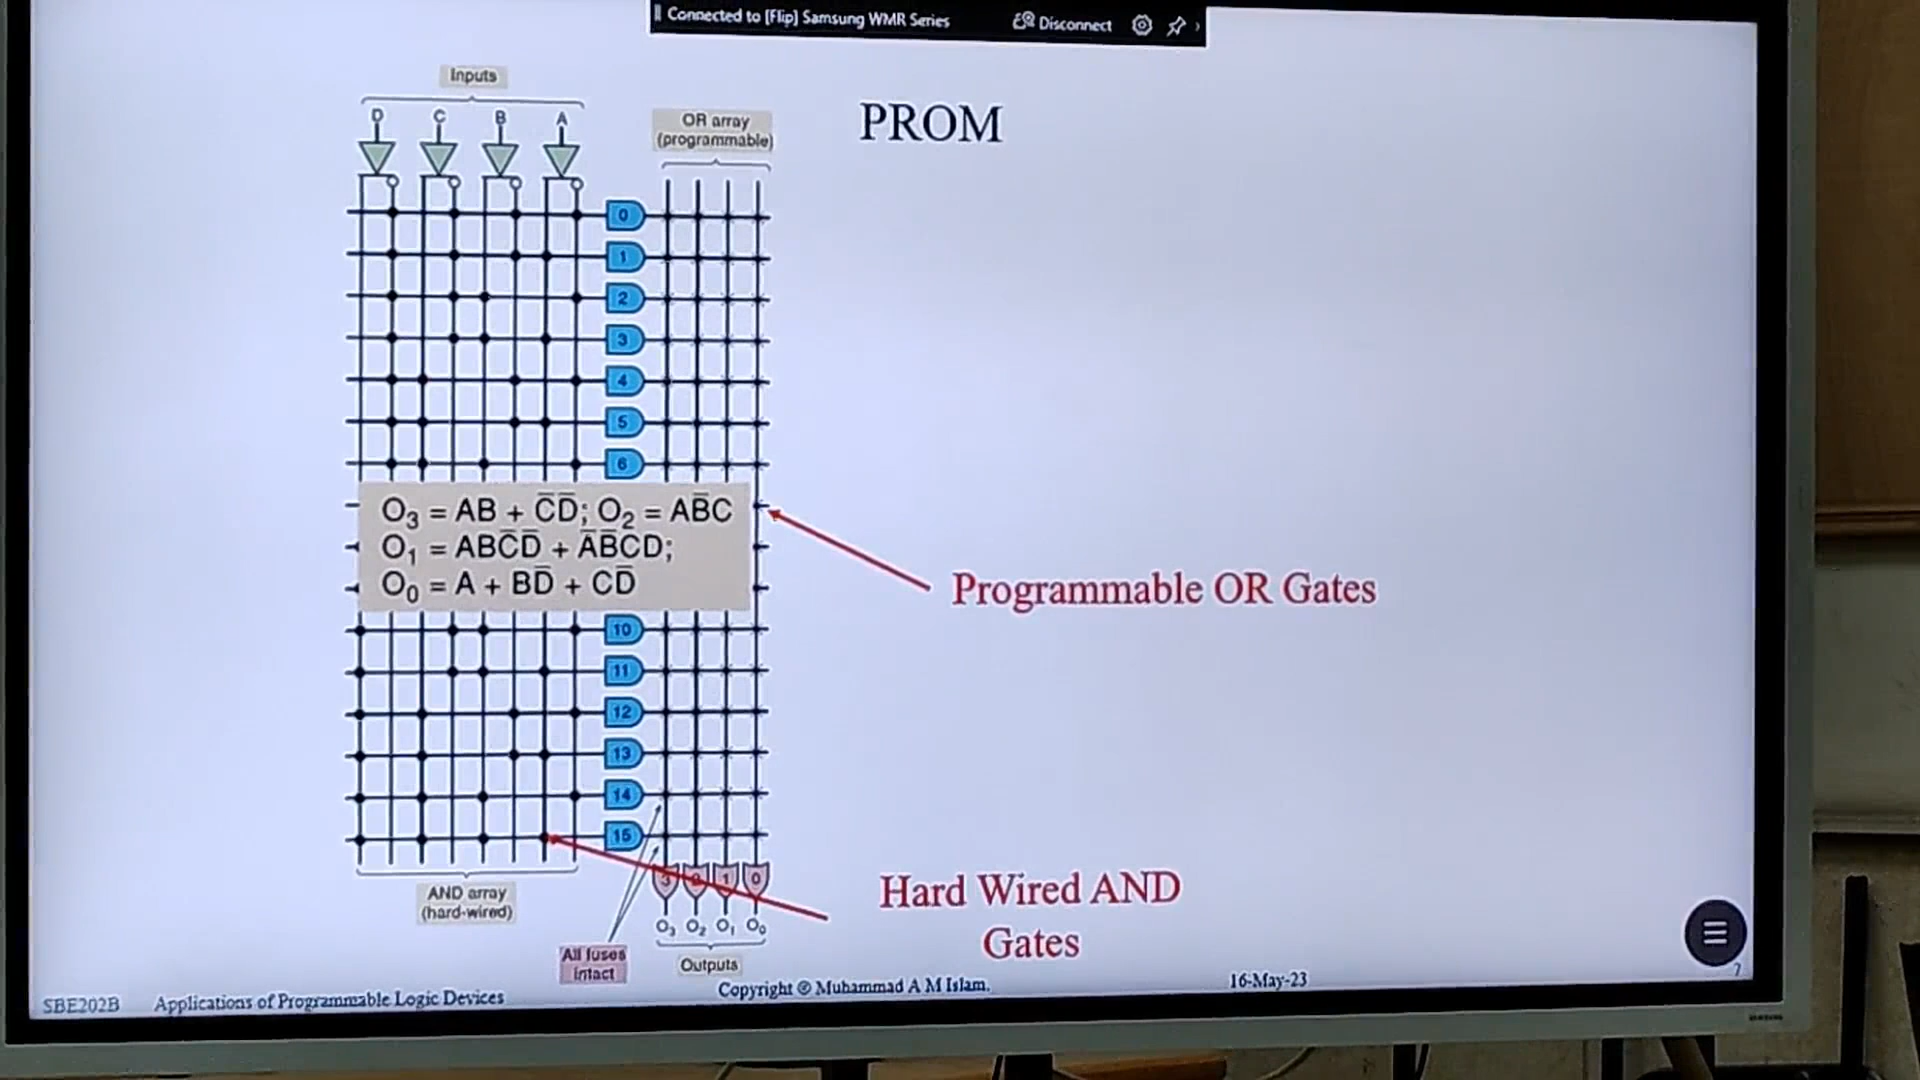 Connected to [Flip] Samsung WMR Series Disconnect
Inputs
D C B A
OR array
(programmable)
PROM
0
1
2
3
4
5
6
O₃ = AB + C̅D̅; O₂ = AB̅C
O₁ = ABC̅D̅ + A̅B̅CD;
O₀ = A + BD̅ + CD̅
Programmable OR Gates
10
11
12
13
14
15
3 2 1 0
AND array
(hard-wired)
Hard Wired AND
Gates
O₃ O₂ O₁ O₀
All fuses
intact
Outputs
SBE202B Applications of Programmable Logic Devices
Copyright © Muhammad A M Islam.
16-May-23
7
SAMSUNG